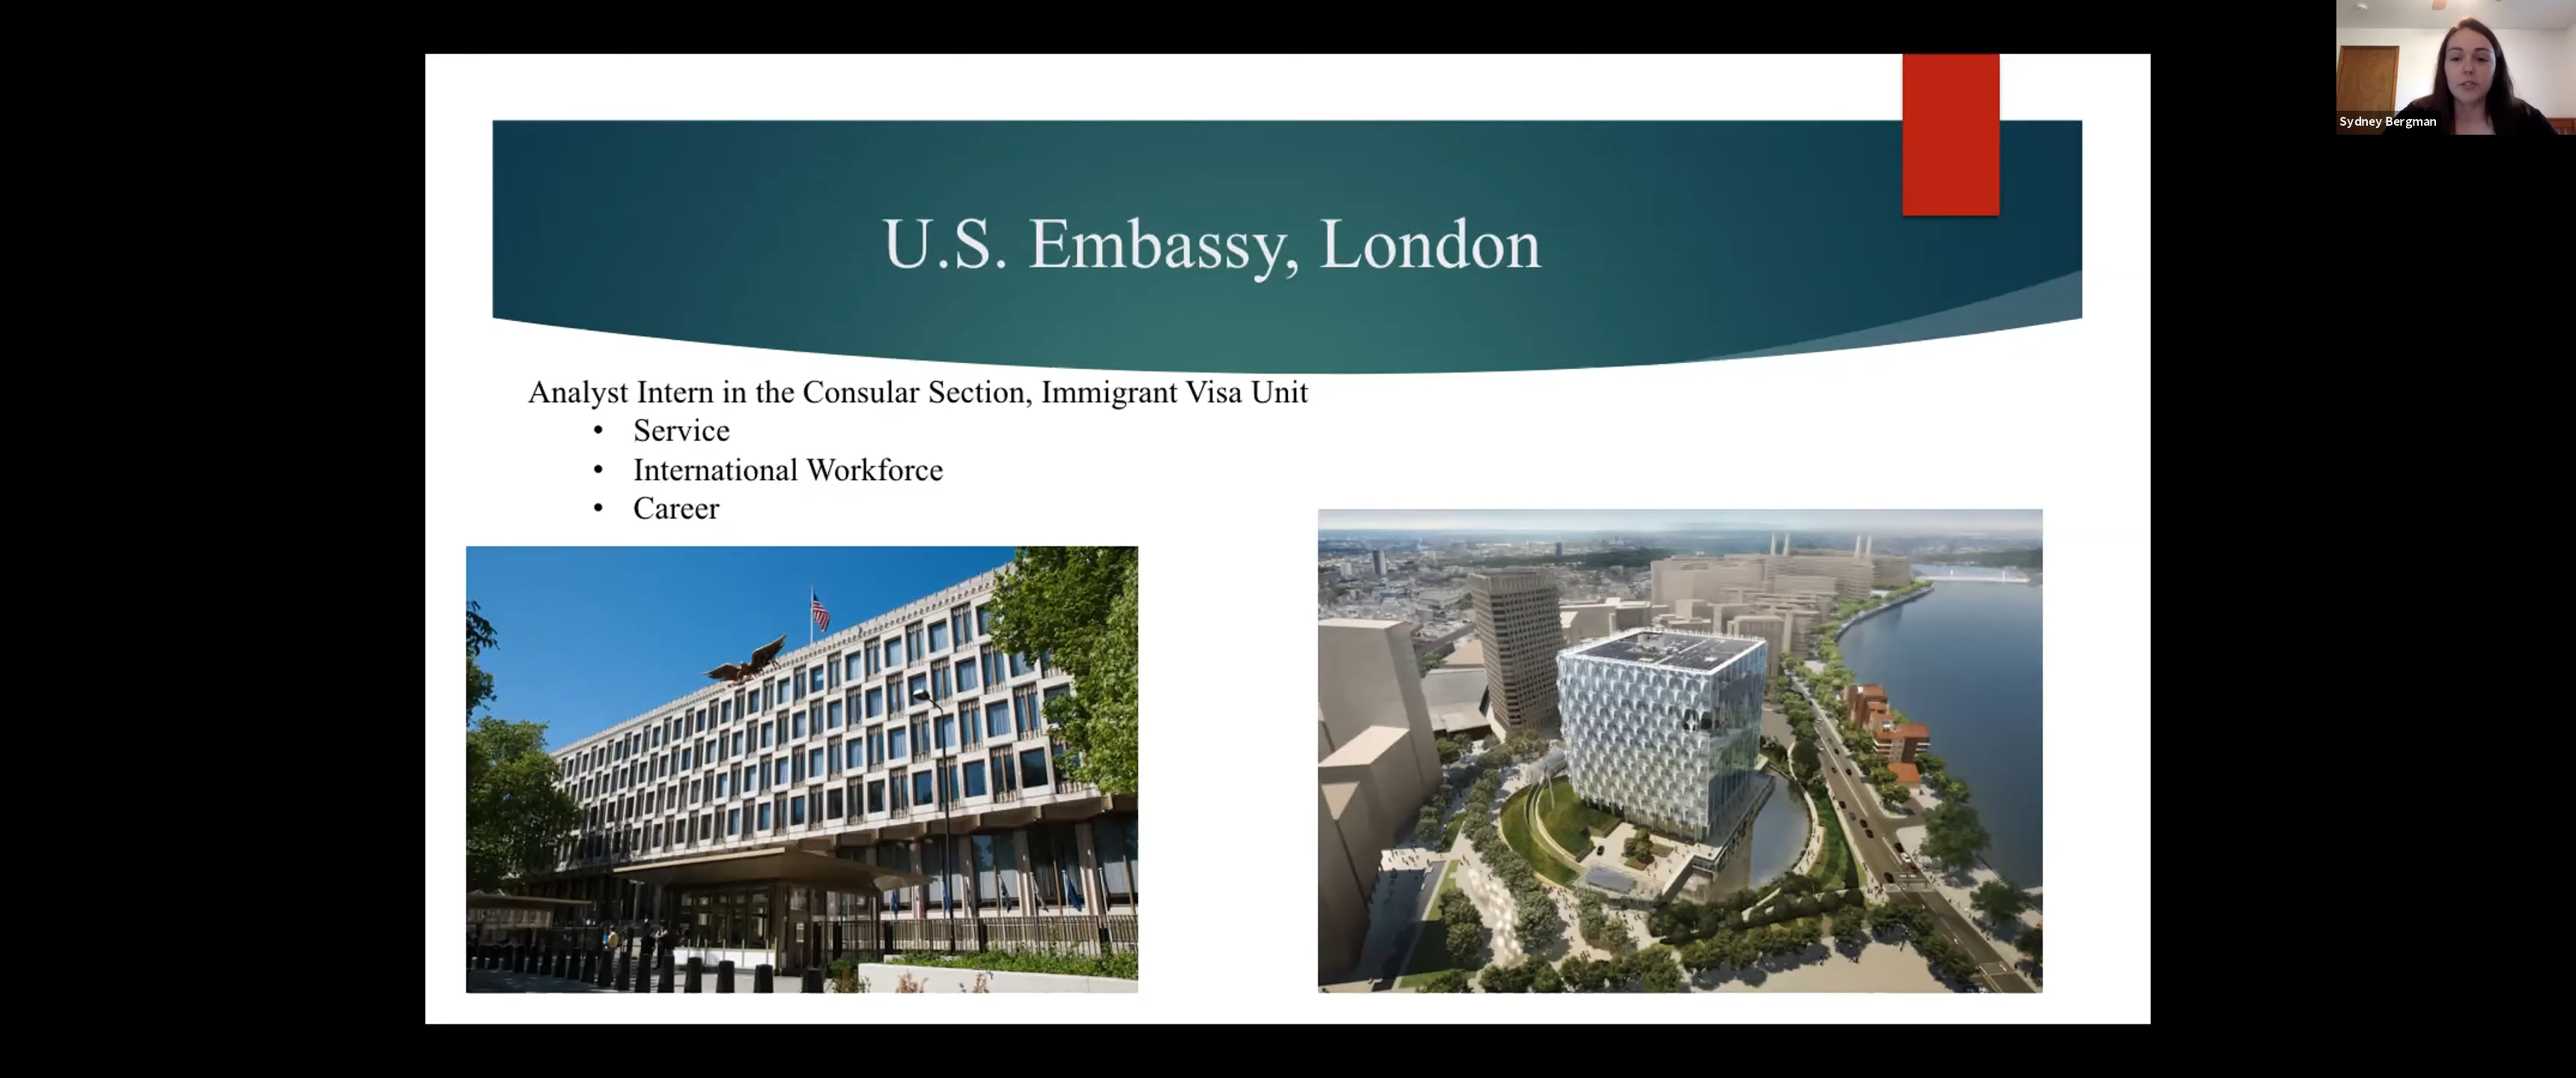 U.S. Embassy, London
Analyst Intern in the Consular Section, Immigrant Visa Unit
• Service
• International Workforce
• Career
Sydney Bergman